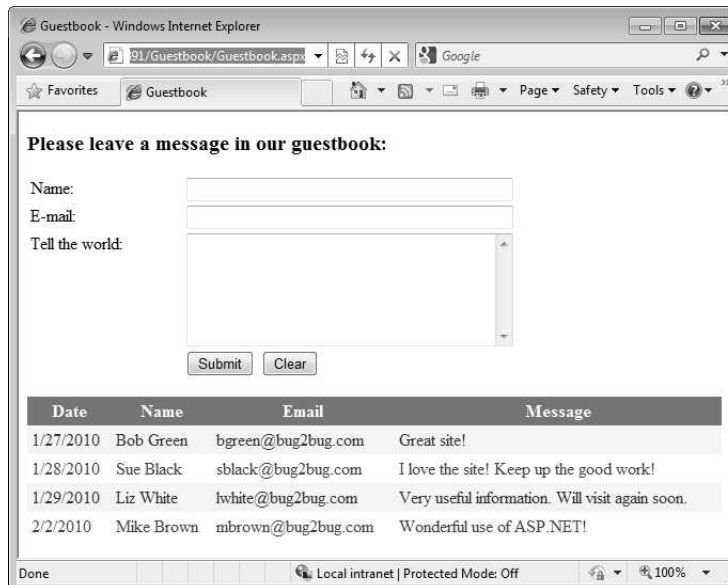 Guestbook - Windows Internet Explorer
91/Guestbook/Guestbook.aspx Google
Favorites Guestbook Page Safety Tools
Please leave a message in our guestbook:
Name:
E-mail:
Tell the world:
Submit Clear
Date Name Email Message
1/27/2010 Bob Green bgreen@bug2bug.com Great site!
1/28/2010 Sue Black sblack@bug2bug.com I love the site! Keep up the good work!
1/29/2010 Liz White lwhite@bug2bug.com Very useful information. Will visit again soon.
2/2/2010 Mike Brown mbrown@bug2bug.com Wonderful use of ASP.NET!
Done Local intranet | Protected Mode: Off 100%